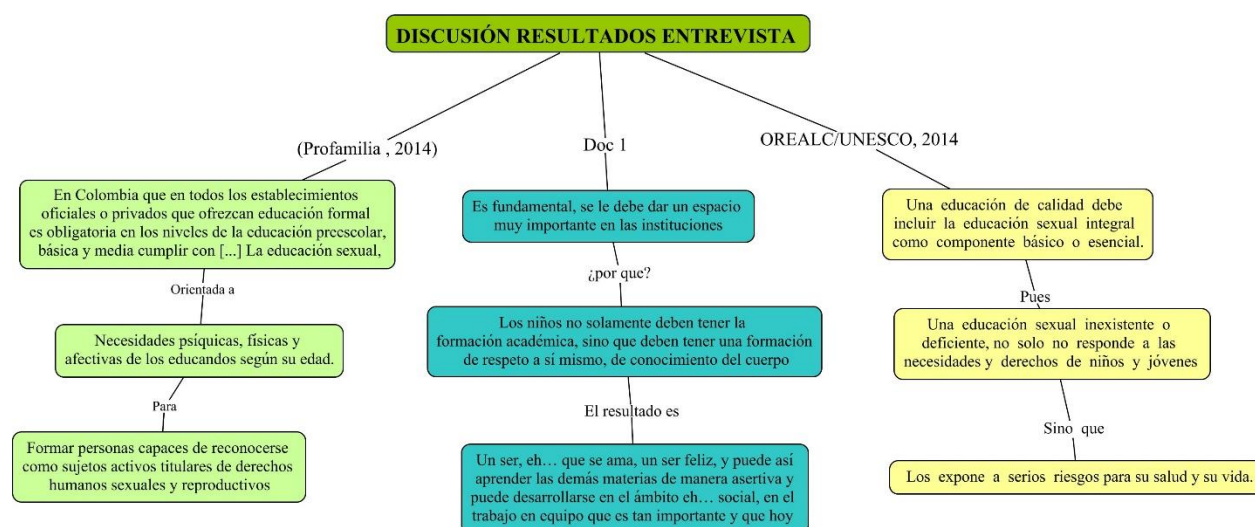 DISCUSIÓN RESULTADOS ENTREVISTA
(Profamilia , 2014)
En Colombia que en todos los establecimientos
oficiales o privados que ofrezcan educación formal
es obligatoria en los niveles de la educación preescolar,
básica y media cumplir con [...] La educación sexual,
Orientada a
Necesidades psíquicas, físicas y
afectivas de los educandos según su edad.
Para
Formar personas capaces de reconocerse
como sujetos activos titulares de derechos
humanos sexuales y reproductivos
Doc 1
Es fundamental, se le debe dar un espacio
muy importante en las instituciones
¿por que?
Los niños no solamente deben tener la
formación académica, sino que deben tener una formación
de respeto a sí mismo, de conocimiento del cuerpo
El resultado es
Un ser, eh… que se ama, un ser feliz, y puede así
aprender las demás materias de manera asertiva y
puede desarrollarse en el ámbito eh… social, en el
trabajo en equipo que es tan importante y que hoy
OREALC/UNESCO, 2014
Una educación de calidad debe
incluir la educación sexual integral
como componente básico o esencial.
Pues
Una educación sexual inexistente o
deficiente, no solo no responde a las
necesidades y derechos de niños y jóvenes
Sino que
Los expone a serios riesgos para su salud y su vida.